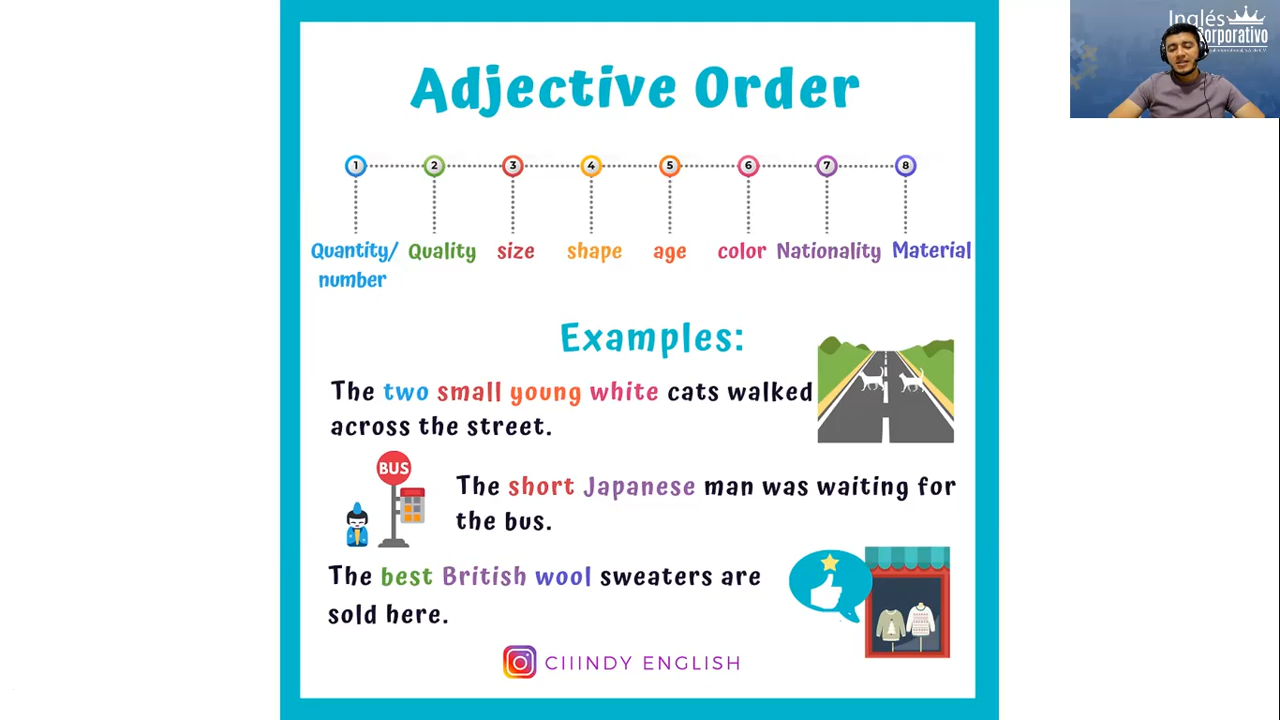 Adjective Order
1 2 3 4 5 6 7 8
Quantity/ Quality size shape age color Nationality Material
number
Examples:
The two small young white cats walked
across the street.
BUS
The short Japanese man was waiting for
the bus.
The best British wool sweaters are
sold here.
CIIINDY ENGLISH
Inglés
Corporativo